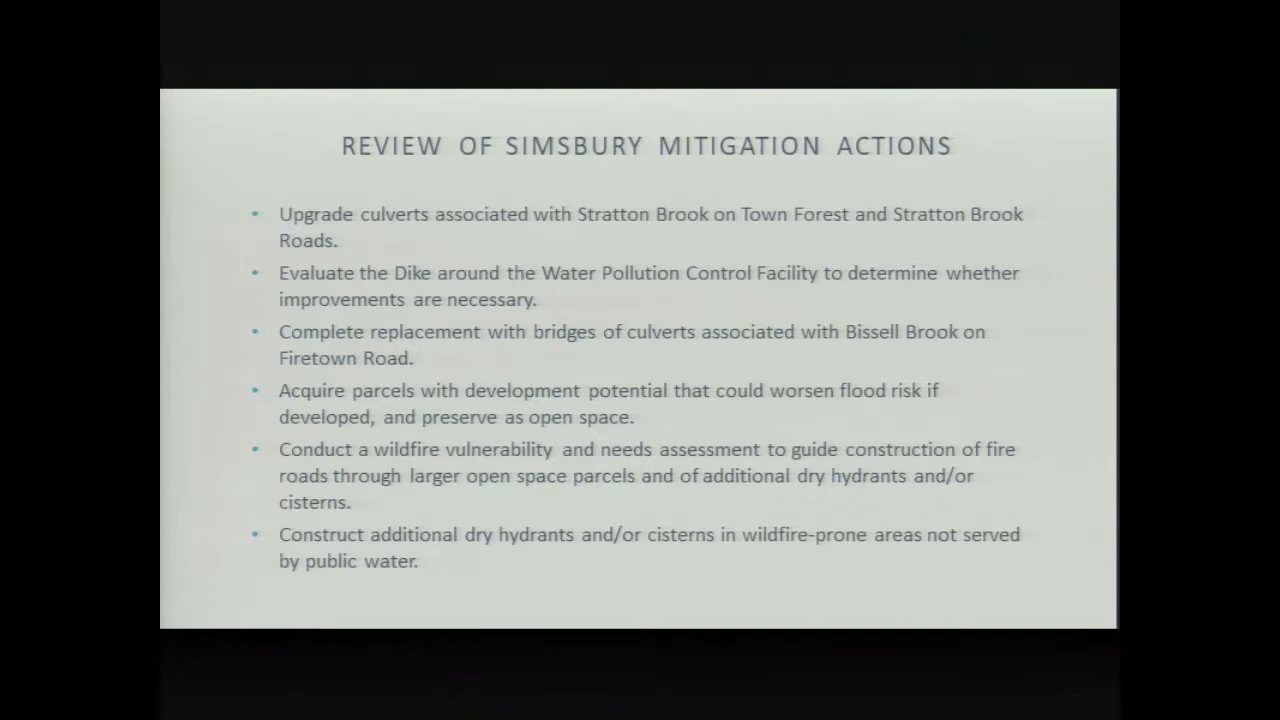 REVIEW OF SIMSBURY MITIGATION ACTIONS
• Upgrade culverts associated with Stratton Brook on Town Forest and Stratton Brook
Roads.
• Evaluate the Dike around the Water Pollution Control Facility to determine whether
improvements are necessary.
• Complete replacement with bridges of culverts associated with Bissell Brook on
Firetown Road.
• Acquire parcels with development potential that could worsen flood risk if
developed, and preserve as open space.
• Conduct a wildfire vulnerability and needs assessment to guide construction of fire
roads through larger open space parcels and of additional dry hydrants and/or
cisterns.
• Construct additional dry hydrants and/or cisterns in wildfire-prone areas not served
by public water.